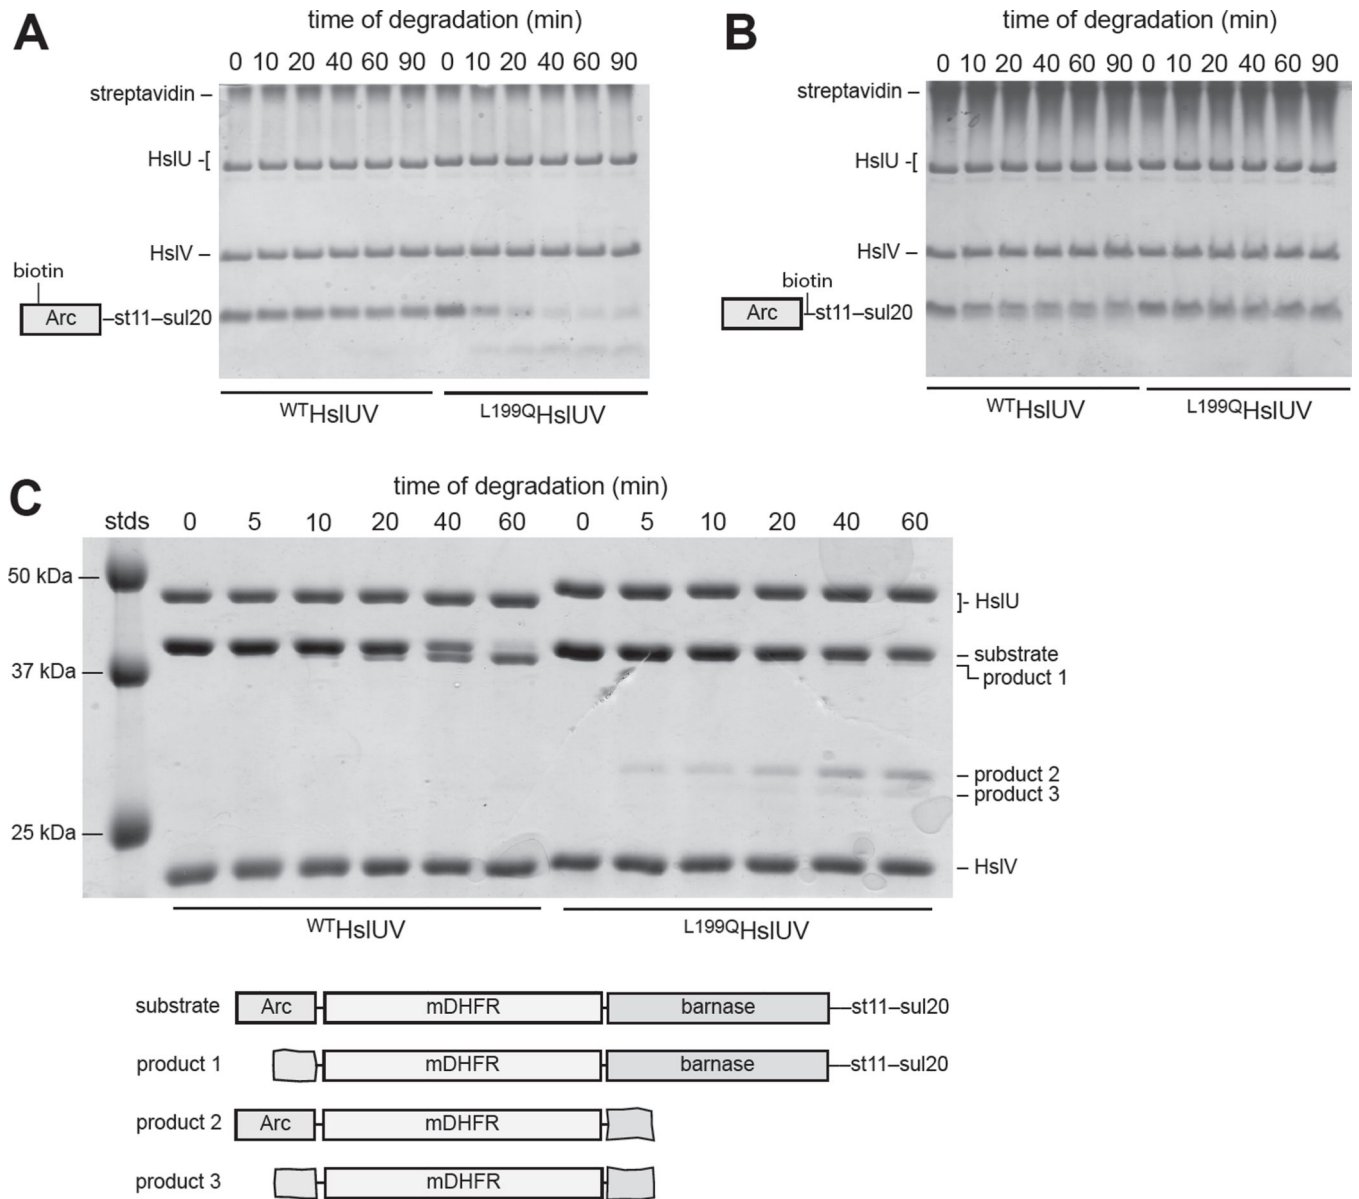 A
time of degradation (min)
0 10 20 40 60 90 0 10 20 40 60 90
streptavidin –
HslU -[
HslV –
biotin
Arc –st11–sul20
WTHslUV
L199QHslUV
B
time of degradation (min)
0 10 20 40 60 90 0 10 20 40 60 90
streptavidin –
HslU -[
HslV –
biotin
Arc st11–sul20
WTHslUV
L199QHslUV
C
time of degradation (min)
stds 0 5 10 20 40 60 0 5 10 20 40 60
50 kDa
37 kDa
25 kDa
]- HslU
– substrate
product 1
– product 2
– product 3
– HslV
WTHslUV
L199QHslUV
substrate Arc mDHFR barnase st11–sul20
product 1 mDHFR barnase st11–sul20
product 2 Arc mDHFR
product 3 mDHFR